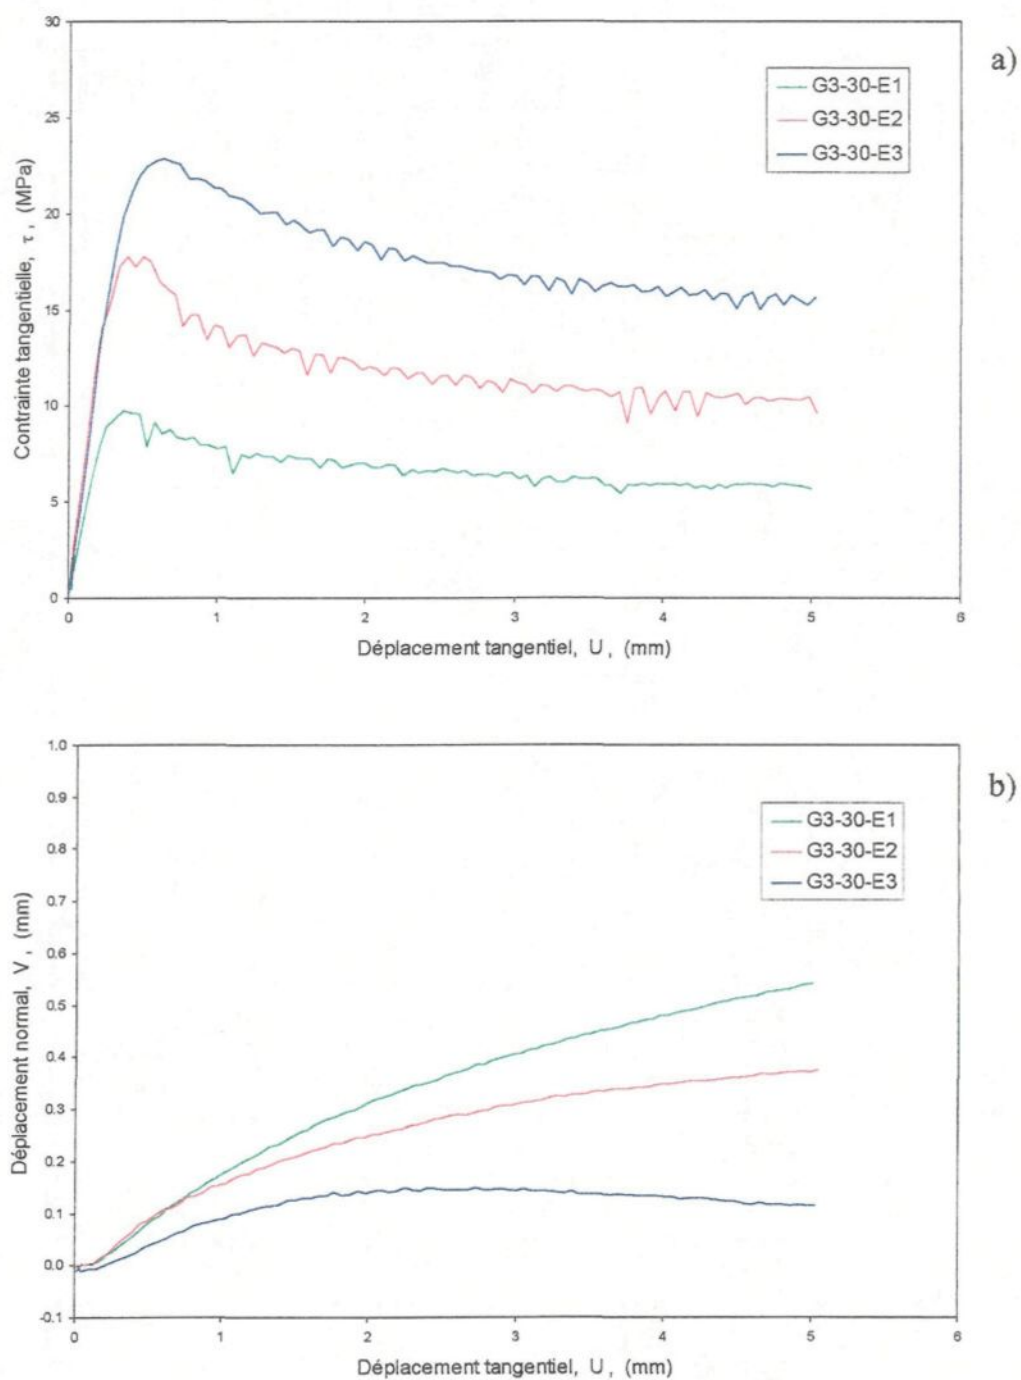 a)
30
25
20
15
10
5
0
Contrainte tangentielle, τ , (MPa)
G3-30-E1
G3-30-E2
G3-30-E3
0 1 2 3 4 5 6
Déplacement tangentiel, U , (mm)
b)
1.0
0.9
0.8
0.7
0.6
0.5
0.4
0.3
0.2
0.1
0.0
-0.1
Déplacement normal, V , (mm)
G3-30-E1
G3-30-E2
G3-30-E3
0 1 2 3 4 5 6
Déplacement tangentiel, U , (mm)